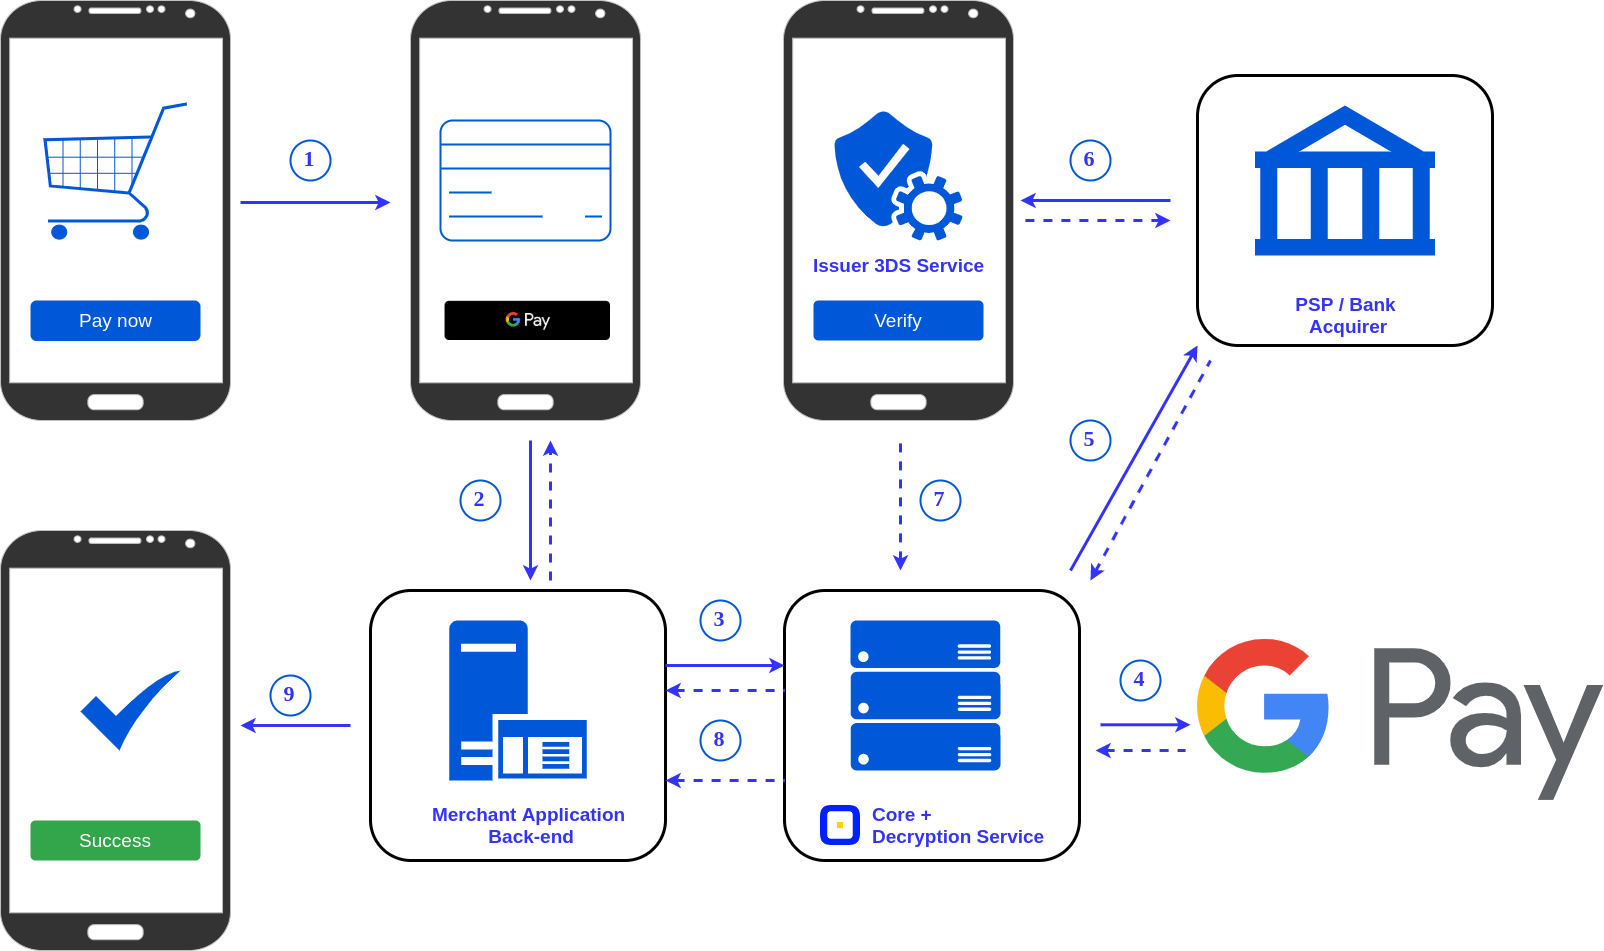 1
6
Issuer 3DS Service
Pay now
G Pay
Verify
PSP / Bank
Acquirer
5
2
7
3
4
G Pay
9
8
Merchant Application
Back-end
Core +
Decryption Service
Success